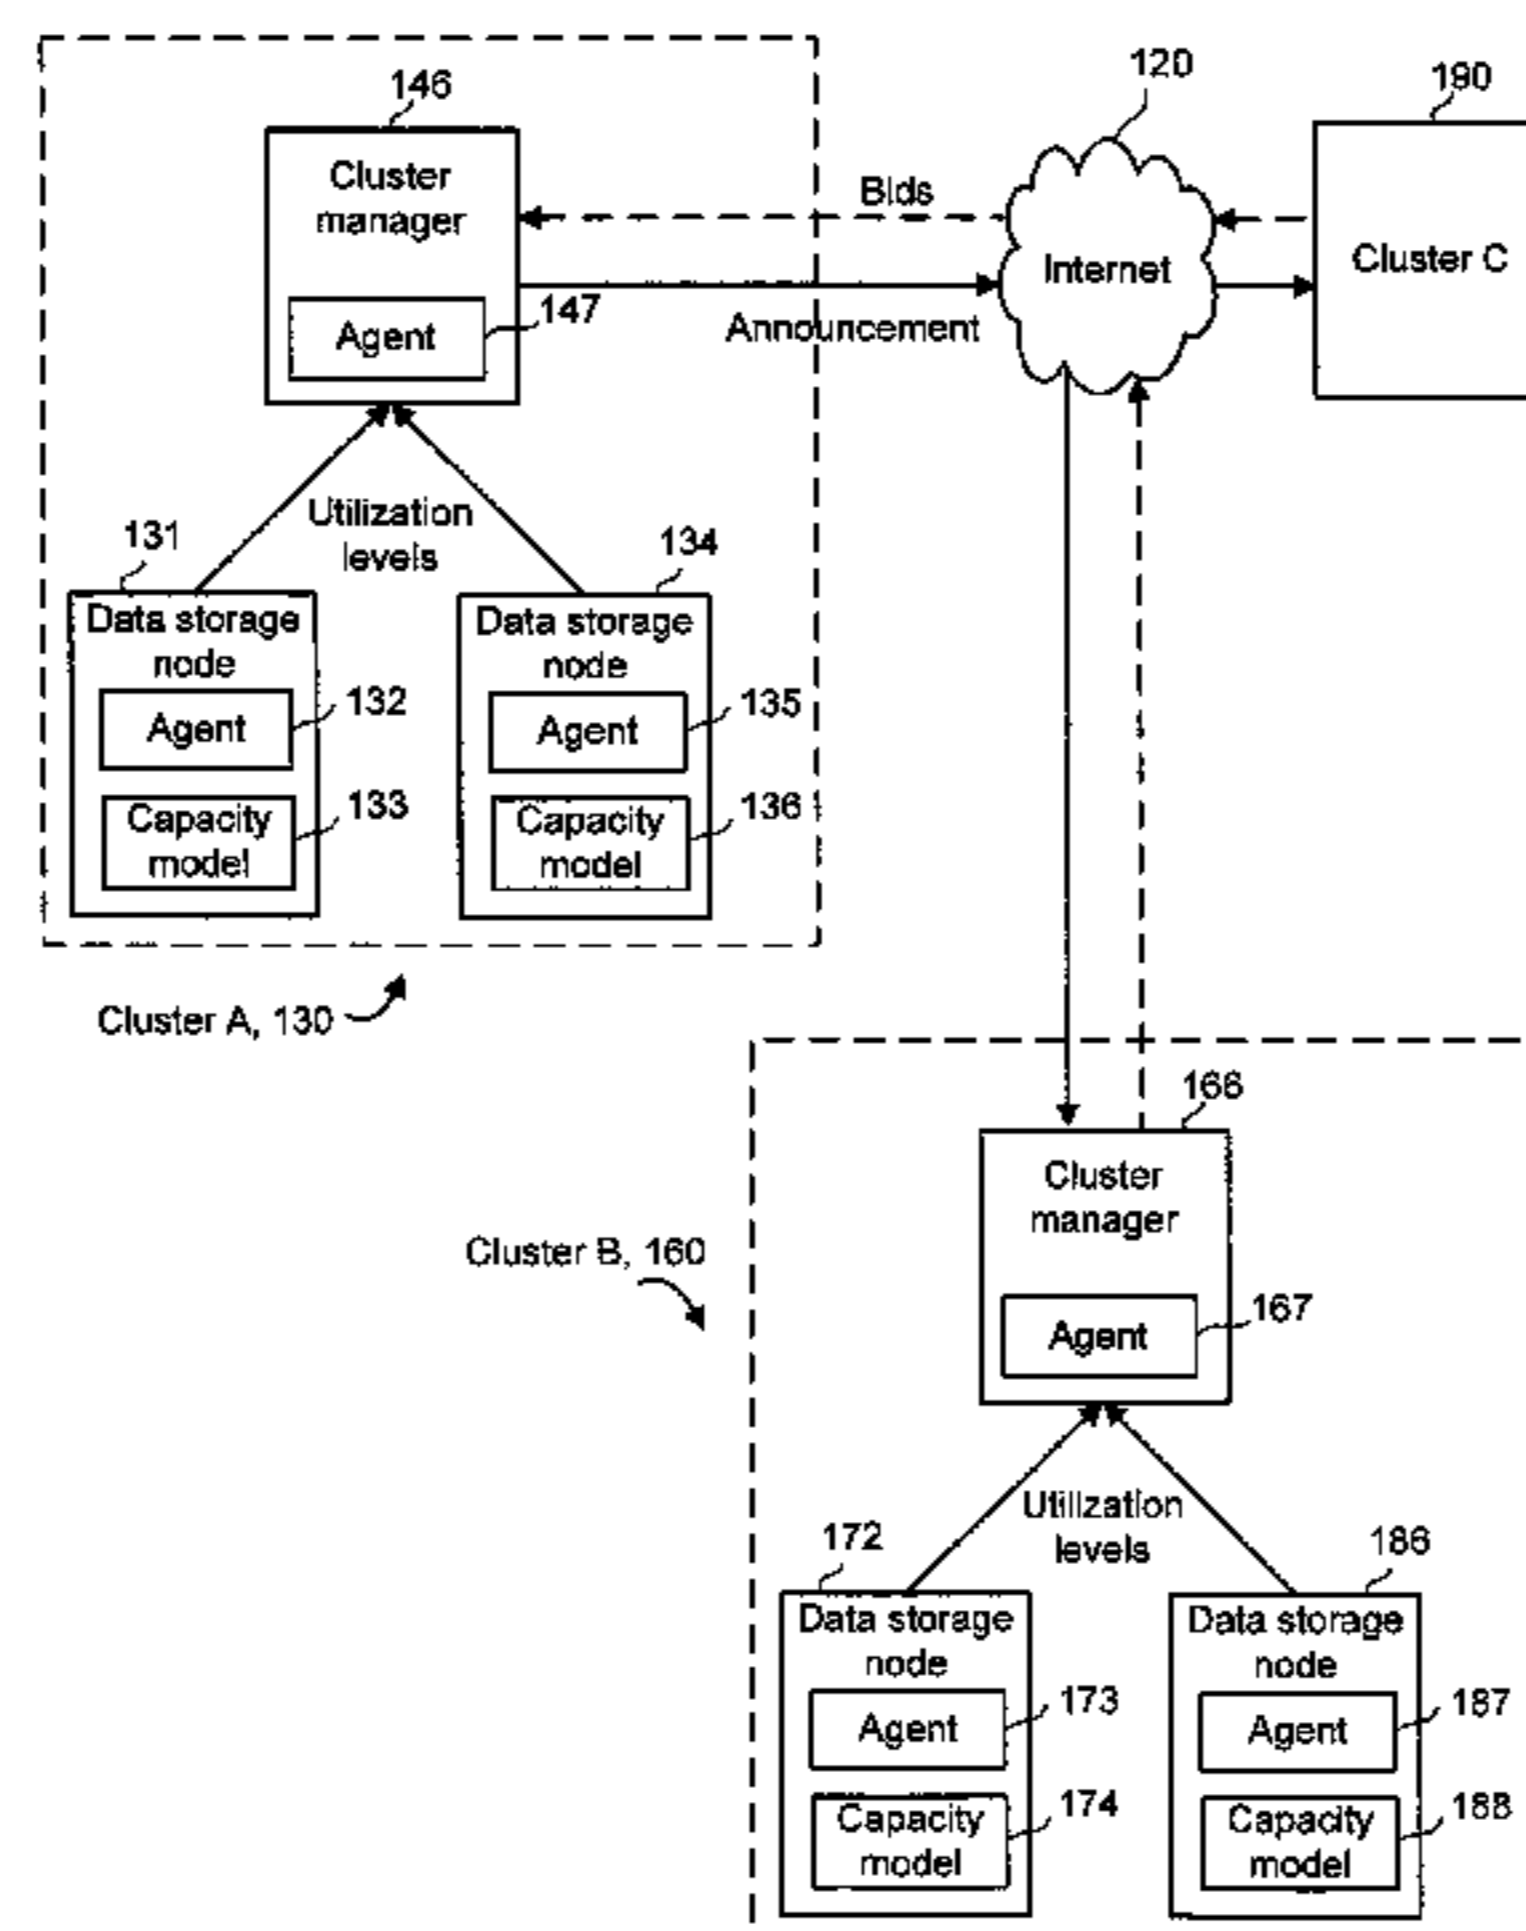 146
120
190
Cluster
manager
Bids
Internet
Cluster C
Agent
147
Announcement
Utilization
levels
131
134
Data storage
node
Data storage
node
Agent
132
Agent
135
Capacity
model
133
Capacity
model
136
Cluster A, 130
166
Cluster
manager
Cluster B, 160
Agent
167
Utilization
levels
172
186
Data storage
node
Data storage
node
Agent
173
Agent
187
Capacity
model
174
Capacity
model
188